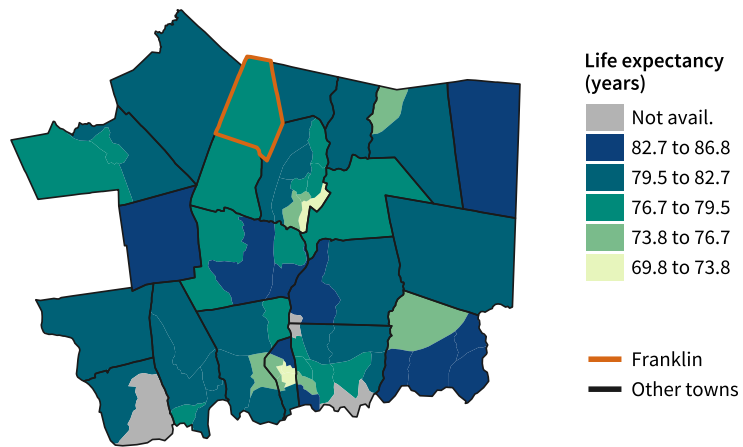 Life expectancy
(years)
Not avail.
82.7 to 86.8
79.5 to 82.7
76.7 to 79.5
73.8 to 76.7
69.8 to 73.8
Franklin
Other towns